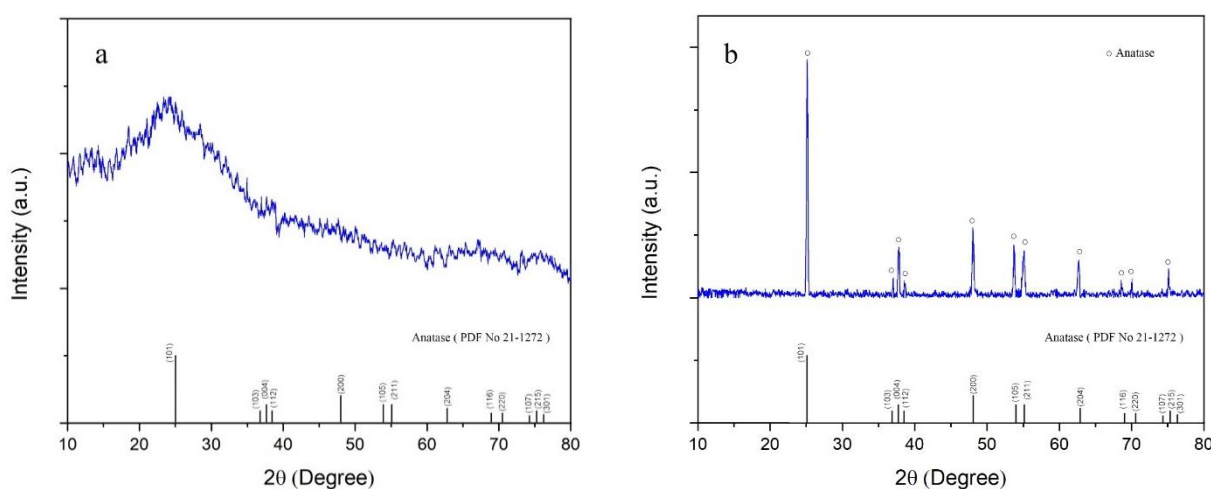 a
Intensity (a.u.)
Anatase ( PDF No 21-1272 )
(101)
(103)
(004)
(112)
(200)
(105)
(211)
(204)
(116)
(220)
(107)
(215)
(301)
10 20 30 40 50 60 70 80
2θ (Degree)
b
○ Anatase
Intensity (a.u.)
Anatase ( PDF No 21-1272 )
(101)
(103)
(004)
(112)
(200)
(105)
(211)
(204)
(116)
(220)
(107)
(215)
(301)
10 20 30 40 50 60 70 80
2θ (Degree)